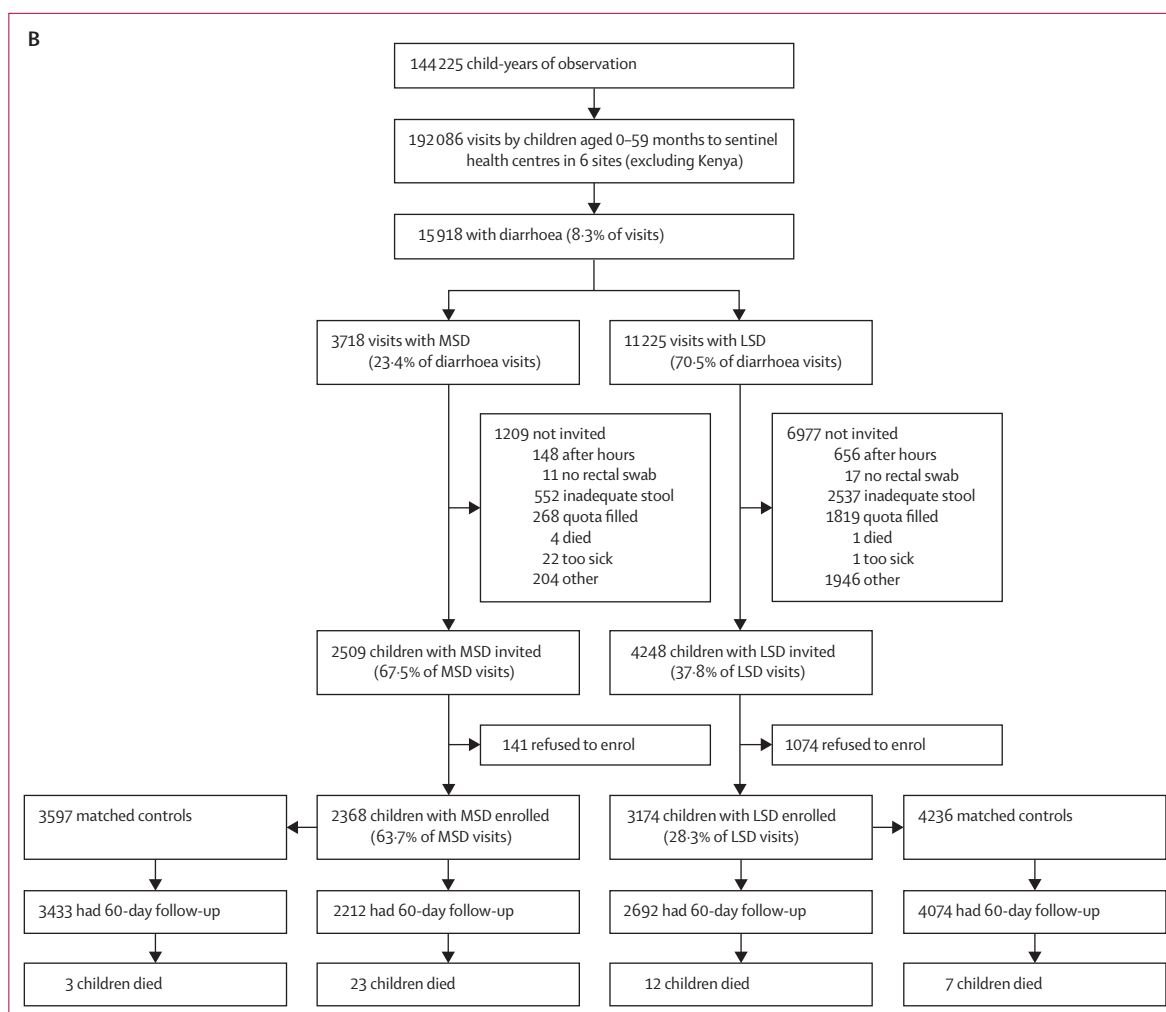 B
144 225 child-years of observation
192 086 visits by children aged 0–59 months to sentinel
health centres in 6 sites (excluding Kenya)
15 918 with diarrhoea (8·3% of visits)
3718 visits with MSD
(23·4% of diarrhoea visits)
11 225 visits with LSD
(70·5% of diarrhoea visits)
1209 not invited
148 after hours
11 no rectal swab
552 inadequate stool
268 quota filled
4 died
22 too sick
204 other
6977 not invited
656 after hours
17 no rectal swab
2537 inadequate stool
1819 quota filled
1 died
1 too sick
1946 other
2509 children with MSD invited
(67·5% of MSD visits)
4248 children with LSD invited
(37·8% of LSD visits)
141 refused to enrol
1074 refused to enrol
3597 matched controls
2368 children with MSD enrolled
(63·7% of MSD visits)
3174 children with LSD enrolled
(28·3% of LSD visits)
4236 matched controls
3433 had 60-day follow-up
2212 had 60-day follow-up
2692 had 60-day follow-up
4074 had 60-day follow-up
3 children died
23 children died
12 children died
7 children died